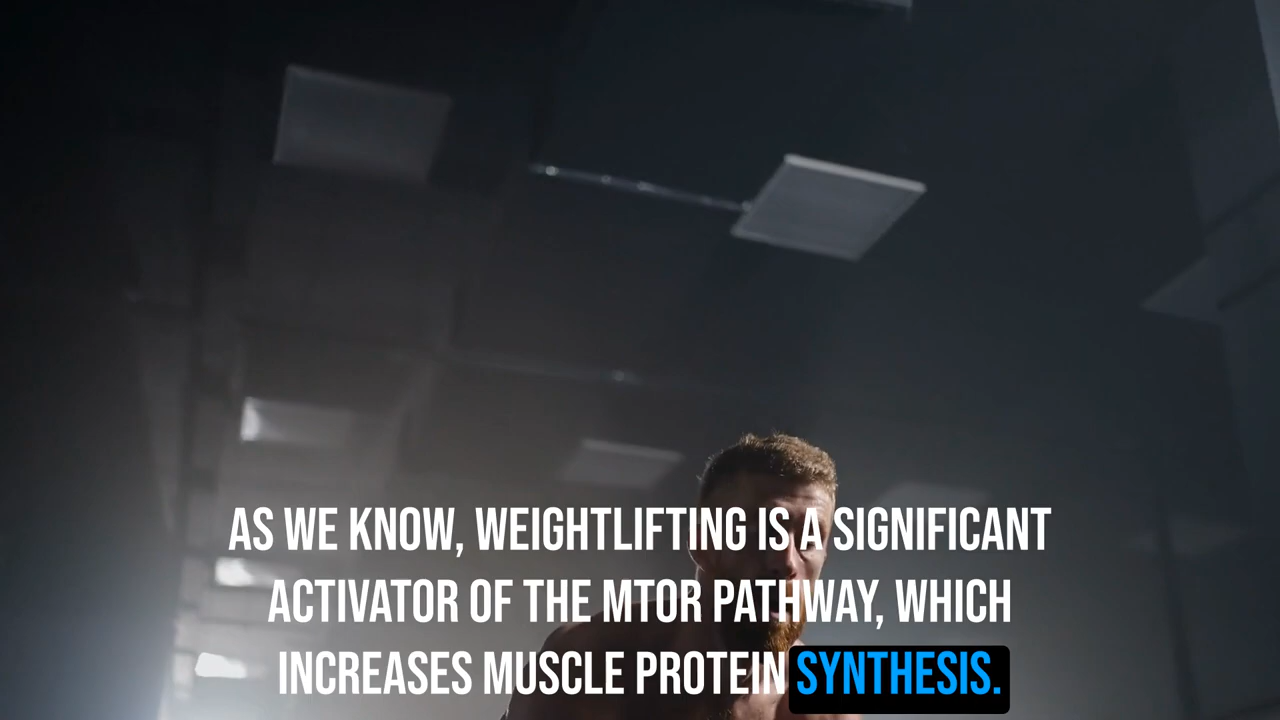 AS WE KNOW, WEIGHTLIFTING IS A SIGNIFICANT
ACTIVATOR OF THE MTOR PATHWAY, WHICH
INCREASES MUSCLE PROTEIN SYNTHESIS.